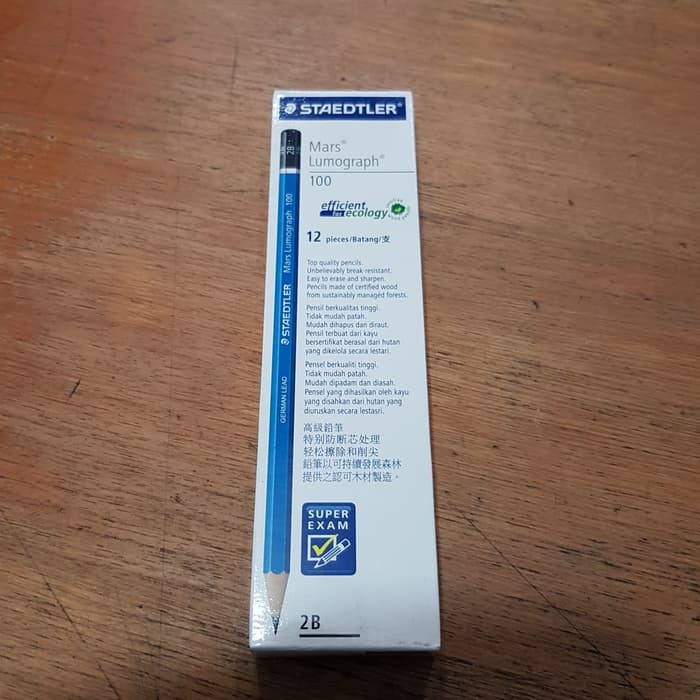 STAEDTLER®
Mars®
Lumograph®
100
efficient
for ecology
12 pieces/Batang/支
Top quality pencils.
Unbelievably break resistant.
Easy to erase and sharpen.
Pencils made of certified wood
from sustainably managed forests.
Pensil berkualitas tinggi.
Tidak mudah patah.
Mudah dihapus dan diraut.
Pensil terbuat dari kayu
bersertifikat berasal dari hutan
yang dikelola secara lestari.
Pensel berkualiti tinggi.
Tidak mudah patah.
Mudah dipadam dan diasah.
Pensel yang dihasilkan oleh kayu
yang disahkan dari hutan yang
diuruskan secara lestasri.
高級鉛筆
特别防断芯处理
轻松擦除和削尖
鉛筆以可持續發展森林
提供之認可木材製造。
SUPER
EXAM
2B
2B
STAEDTLER Mars Lumograph 100
GERMAN LEAD